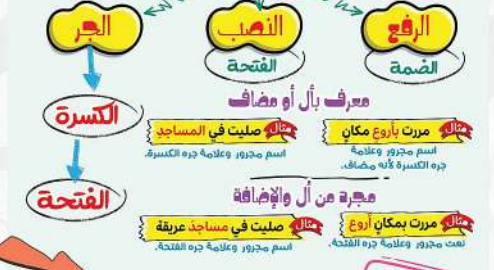 الرفع النصب الجر
الضمة الفتحة
معرف بأل أو مضاف
الكسرة
مثال مررت بأروع مكانٍ
اسم مجرور وعلامة
جره الكسرة لأنه مضاف.
مثال صليت في المساجدِ
اسم مجرور وعلامة جره الكسرة.
مجرد من أل والإضافة
الفتحة
مثال مررت بمكانٍ أروعَ
نعت مجرور وعلامة جره الفتحة.
مثال صليت في مساجدَ عريقة
اسم مجرور وعلامة جره الفتحة.